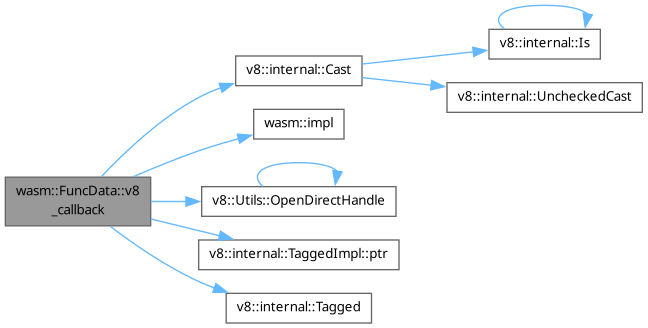 v8::internal::Is
v8::internal::Cast
v8::internal::UncheckedCast
wasm::impl
wasm::FuncData::v8
_callback
v8::Utils::OpenDirectHandle
v8::internal::TaggedImpl::ptr
v8::internal::Tagged